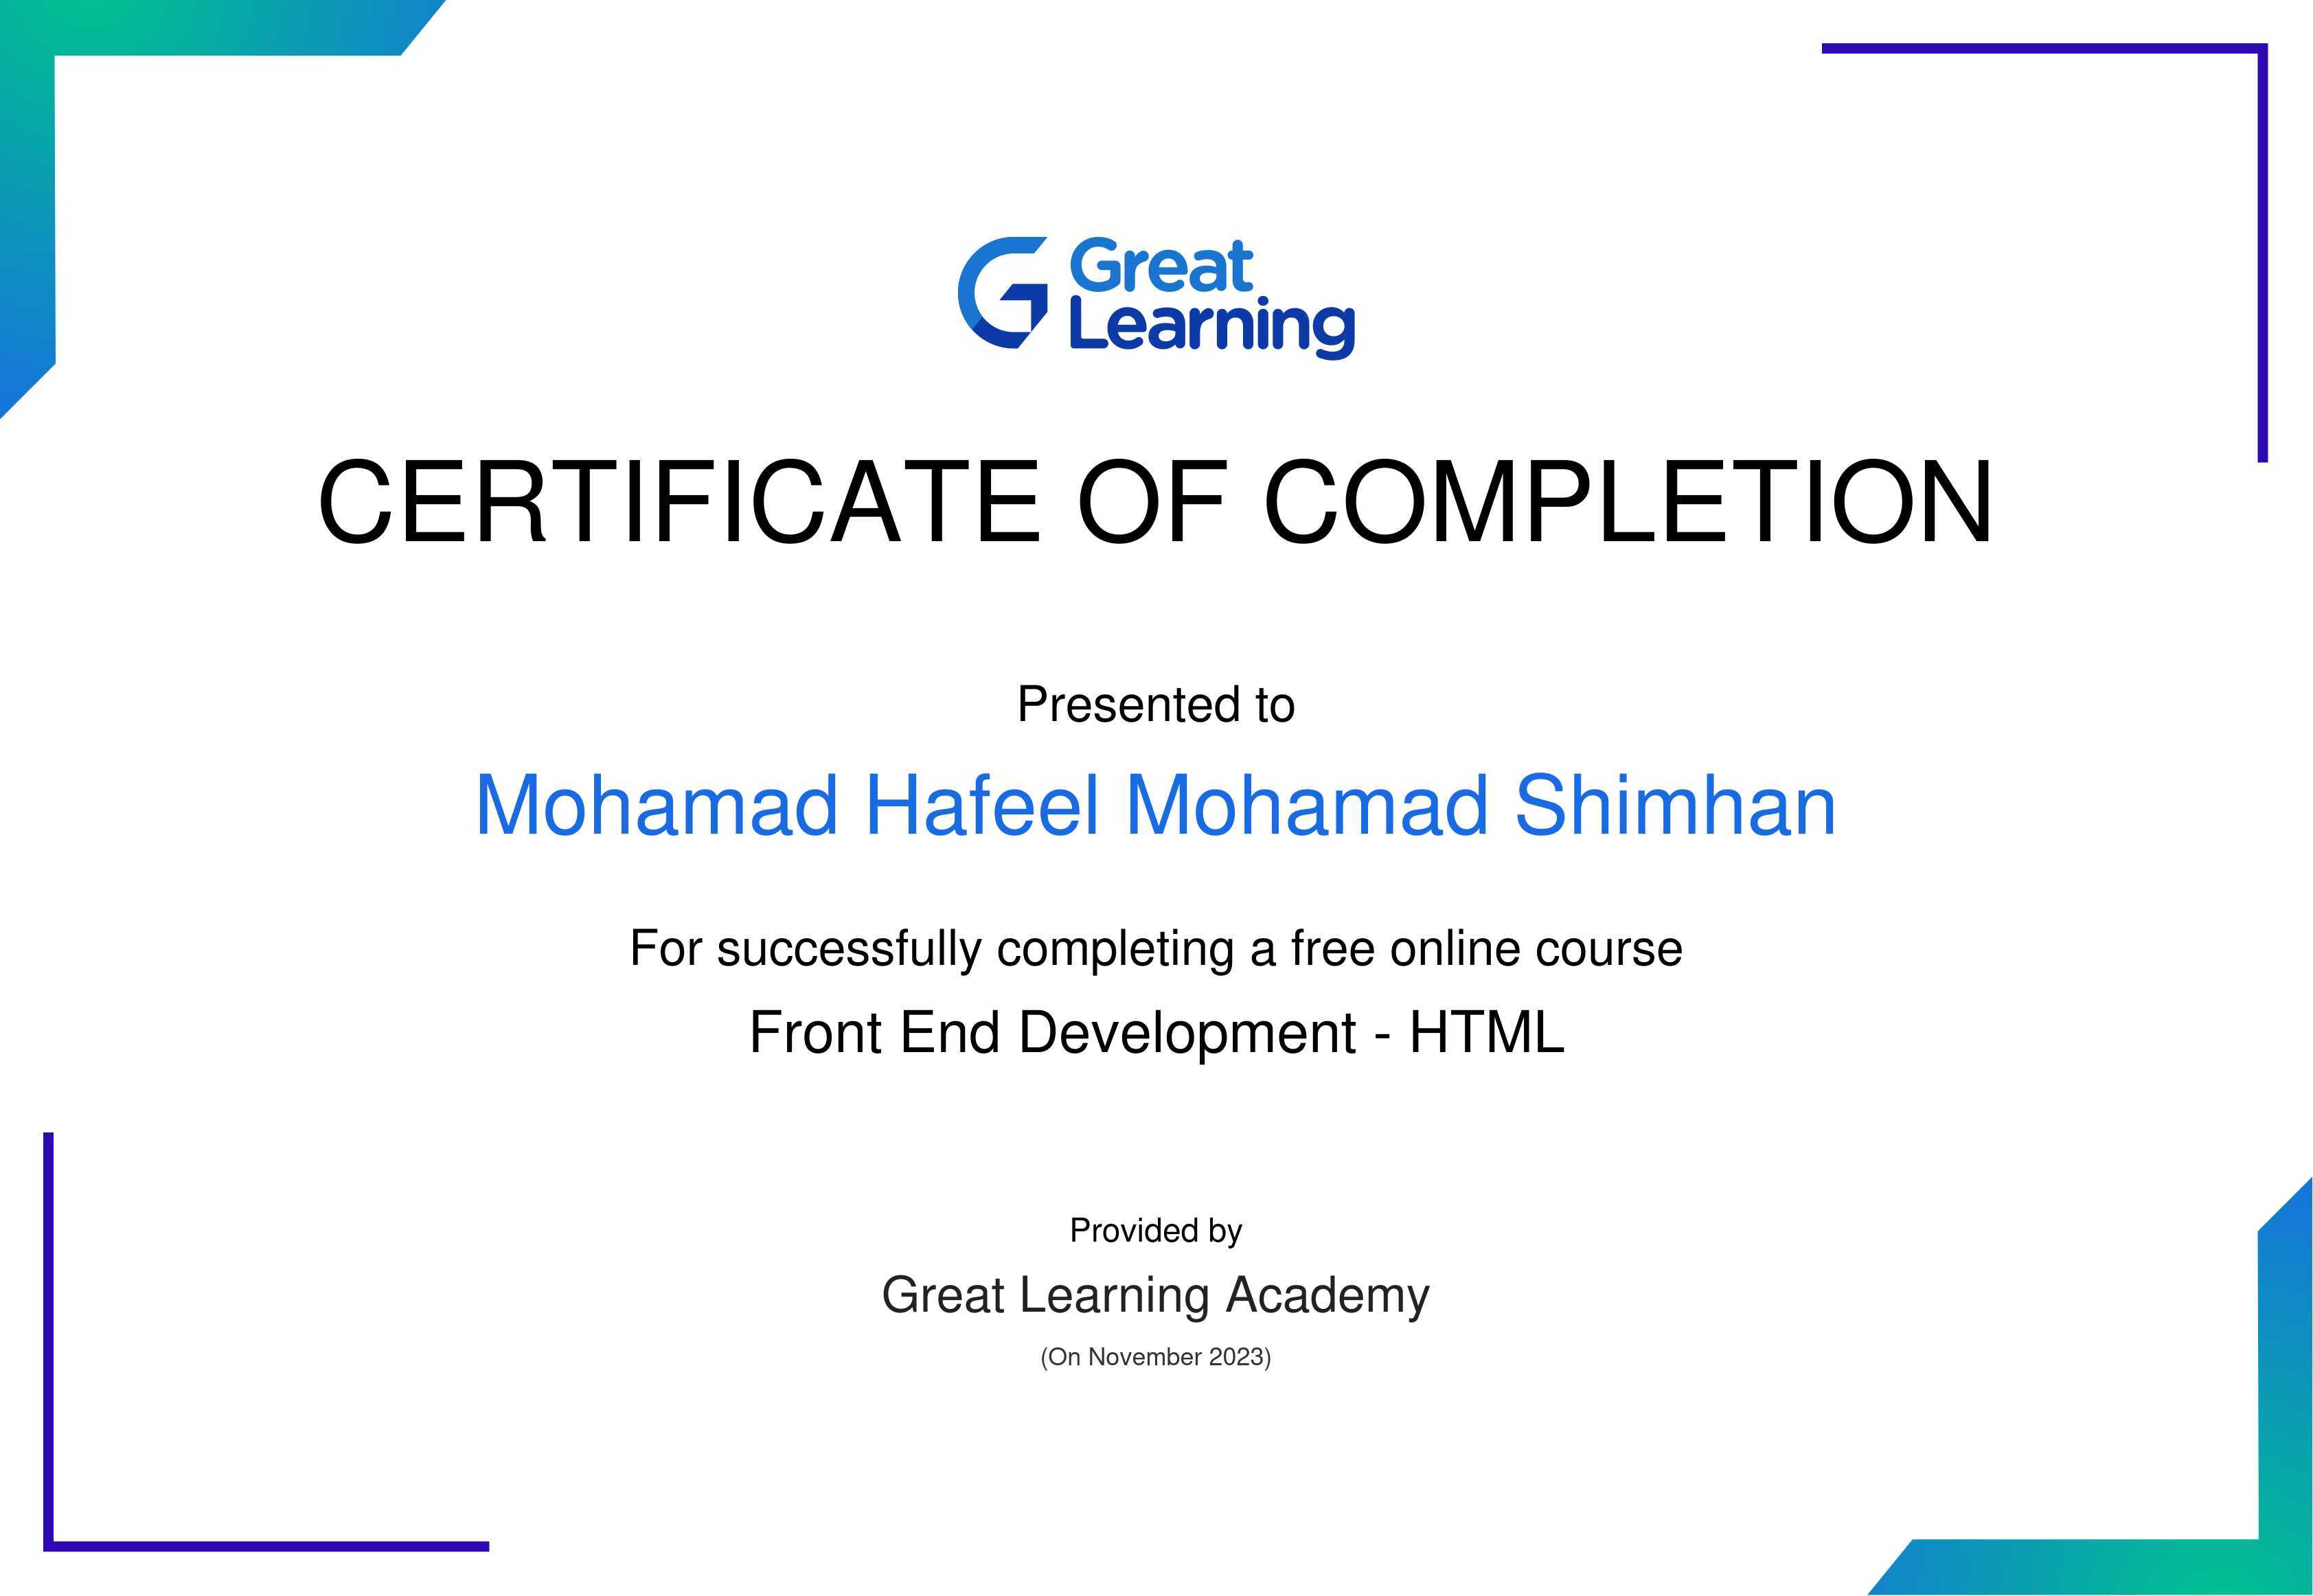 Great
Learning
CERTIFICATE OF COMPLETION
Presented to
Mohamad Hafeel Mohamad Shimhan
For successfully completing a free online course
Front End Development - HTML
Provided by
Great Learning Academy
(On November 2023)